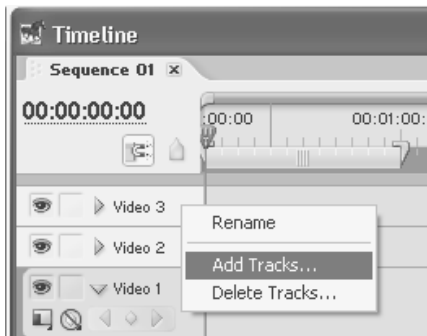 Timeline
Sequence 01
00:00:00:00
:00:00
00:01:00:
Video 3
Rename
Video 2
Add Tracks...
Video 1
Delete Tracks...